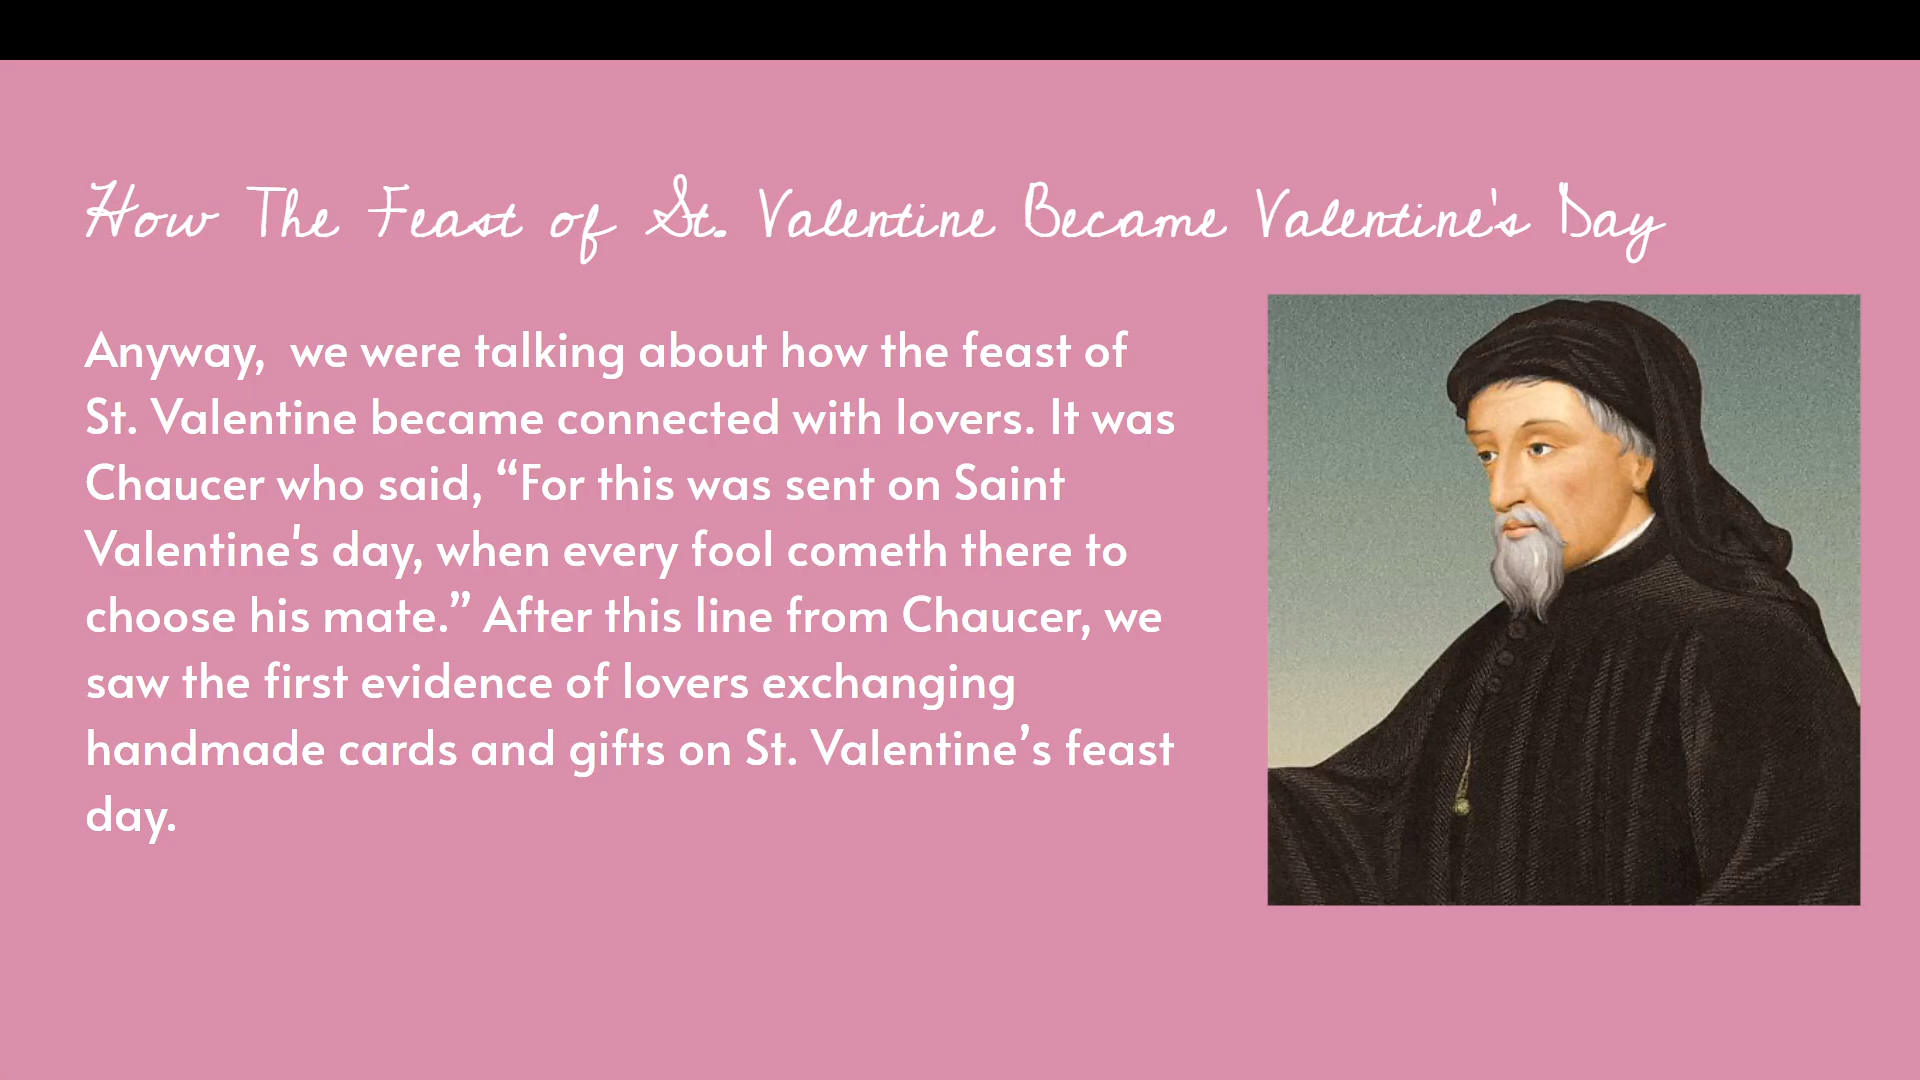 How The Feast of St. Valentine Became Valentine's Day
Anyway,  we were talking about how the feast of
St. Valentine became connected with lovers. It was
Chaucer who said, “For this was sent on Saint
Valentine's day, when every fool cometh there to
choose his mate.” After this line from Chaucer, we
saw the first evidence of lovers exchanging
handmade cards and gifts on St. Valentine’s feast
day.